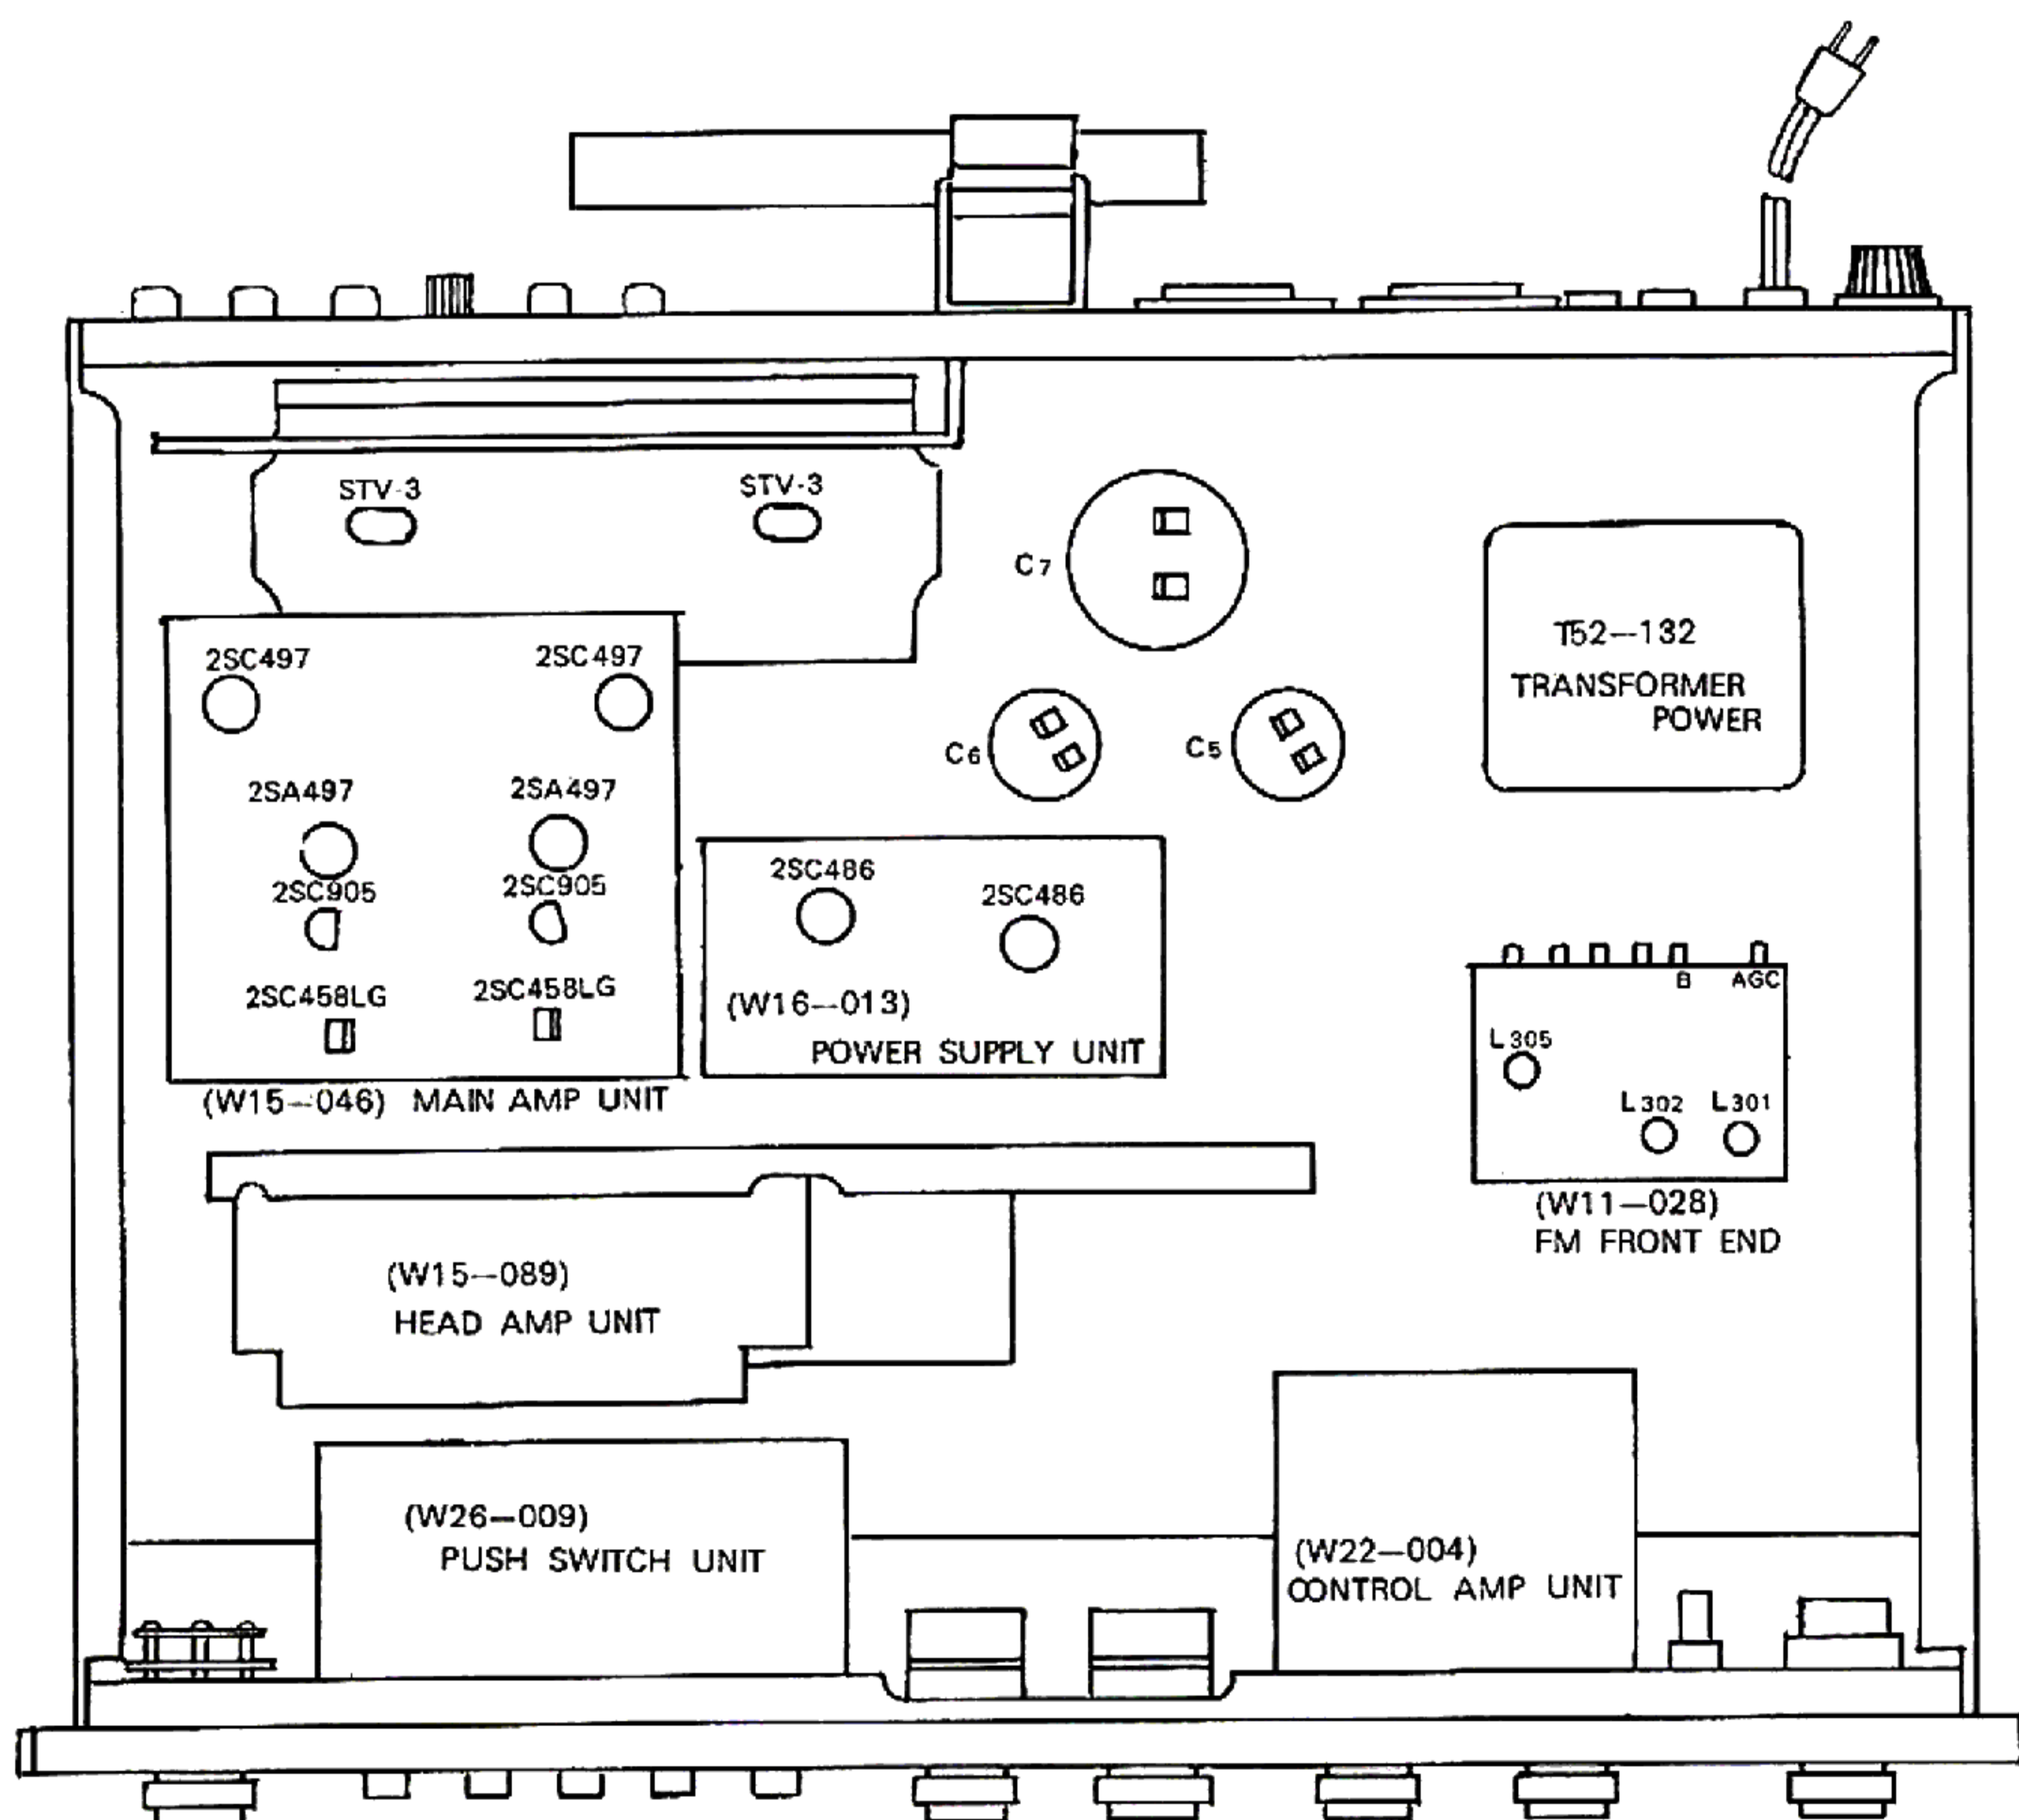 STV-3
STV-3
C7
T52-132
TRANSFORMER
POWER
2SC497
2SC497
C6
C5
2SA497
2SA497
2SC905
2SC905
2SC458LG
2SC458LG
(W15-046) MAIN AMP UNIT
2SC486
2SC486
(W16-013)
POWER SUPPLY UNIT
B
AGC
L305
L302
L301
(W11-028)
FM FRONT END
(W15-089)
HEAD AMP UNIT
(W26-009)
PUSH SWITCH UNIT
(W22-004)
CONTROL AMP UNIT